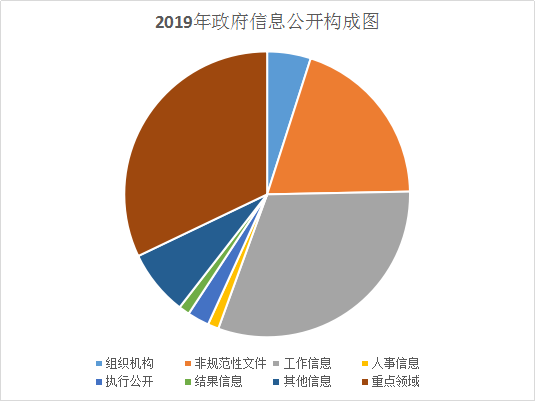 2019年政府信息公开构成图
组织机构 非规范性文件 工作信息 人事信息
执行公开 结果信息 其他信息 重点领域